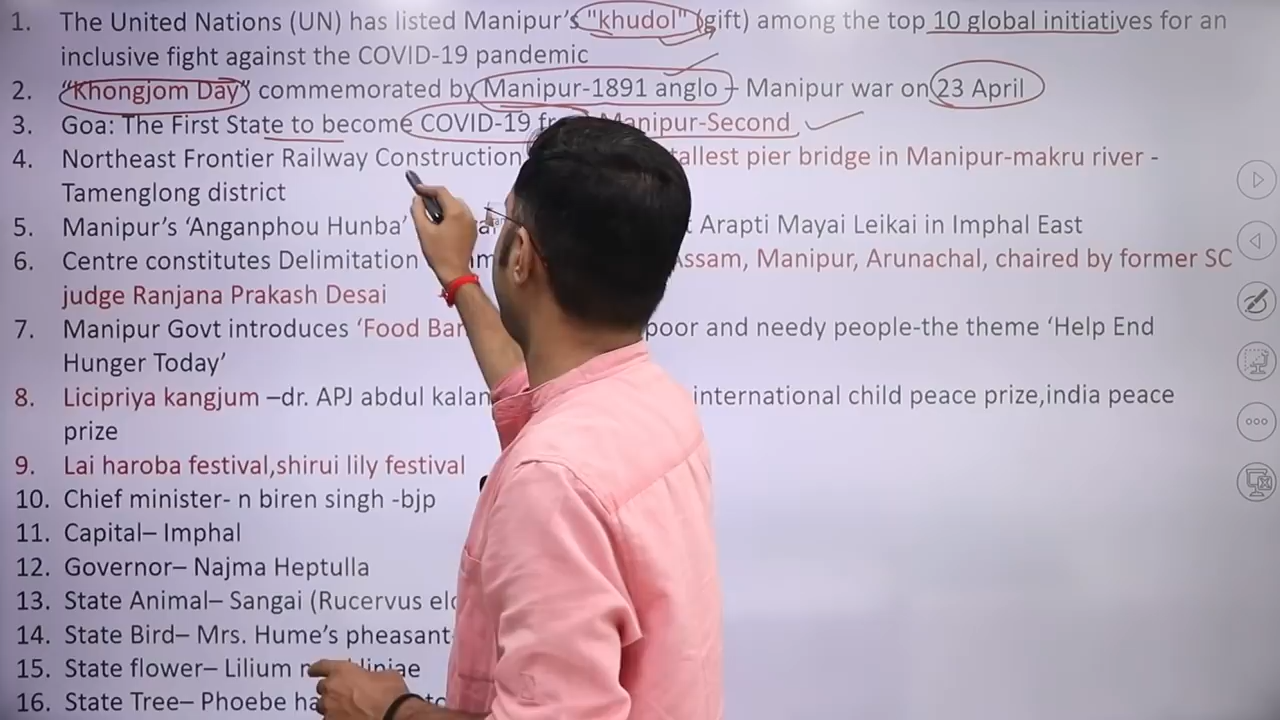 1. The United Nations (UN) has listed Manipur's "khudol" (gift) among the top 10 global initiatives for an
inclusive fight against the COVID-19 pandemic
2. "Khongjom Day" commemorated by Manipur-1891 anglo – Manipur war on 23 April
3. Goa: The First State to become COVID-19 Manipur-Second
4. Northeast Frontier Railway Construction tallest pier bridge in Manipur-makru river -
Tamenglong district
5. Manipur's 'Anganphou Hunba' Arapti Mayai Leikai in Imphal East
6. Centre constitutes Delimitation Assam, Manipur, Arunachal, chaired by former SC
judge Ranjana Prakash Desai
7. Manipur Govt introduces 'Food poor and needy people-the theme 'Help End
Hunger Today'
8. Licipriya kangjum –dr. APJ abdul international child peace prize,india peace
prize
9. Lai haroba festival,shirui lily festival
10. Chief minister- n biren singh -bjp
11. Capital– Imphal
12. Governor– Najma Heptulla
13. State Animal– Sangai (Rucervus
14. State Bird– Mrs. Hume's pheasant
15. State flower– Lilium
16. State Tree– Phoebe